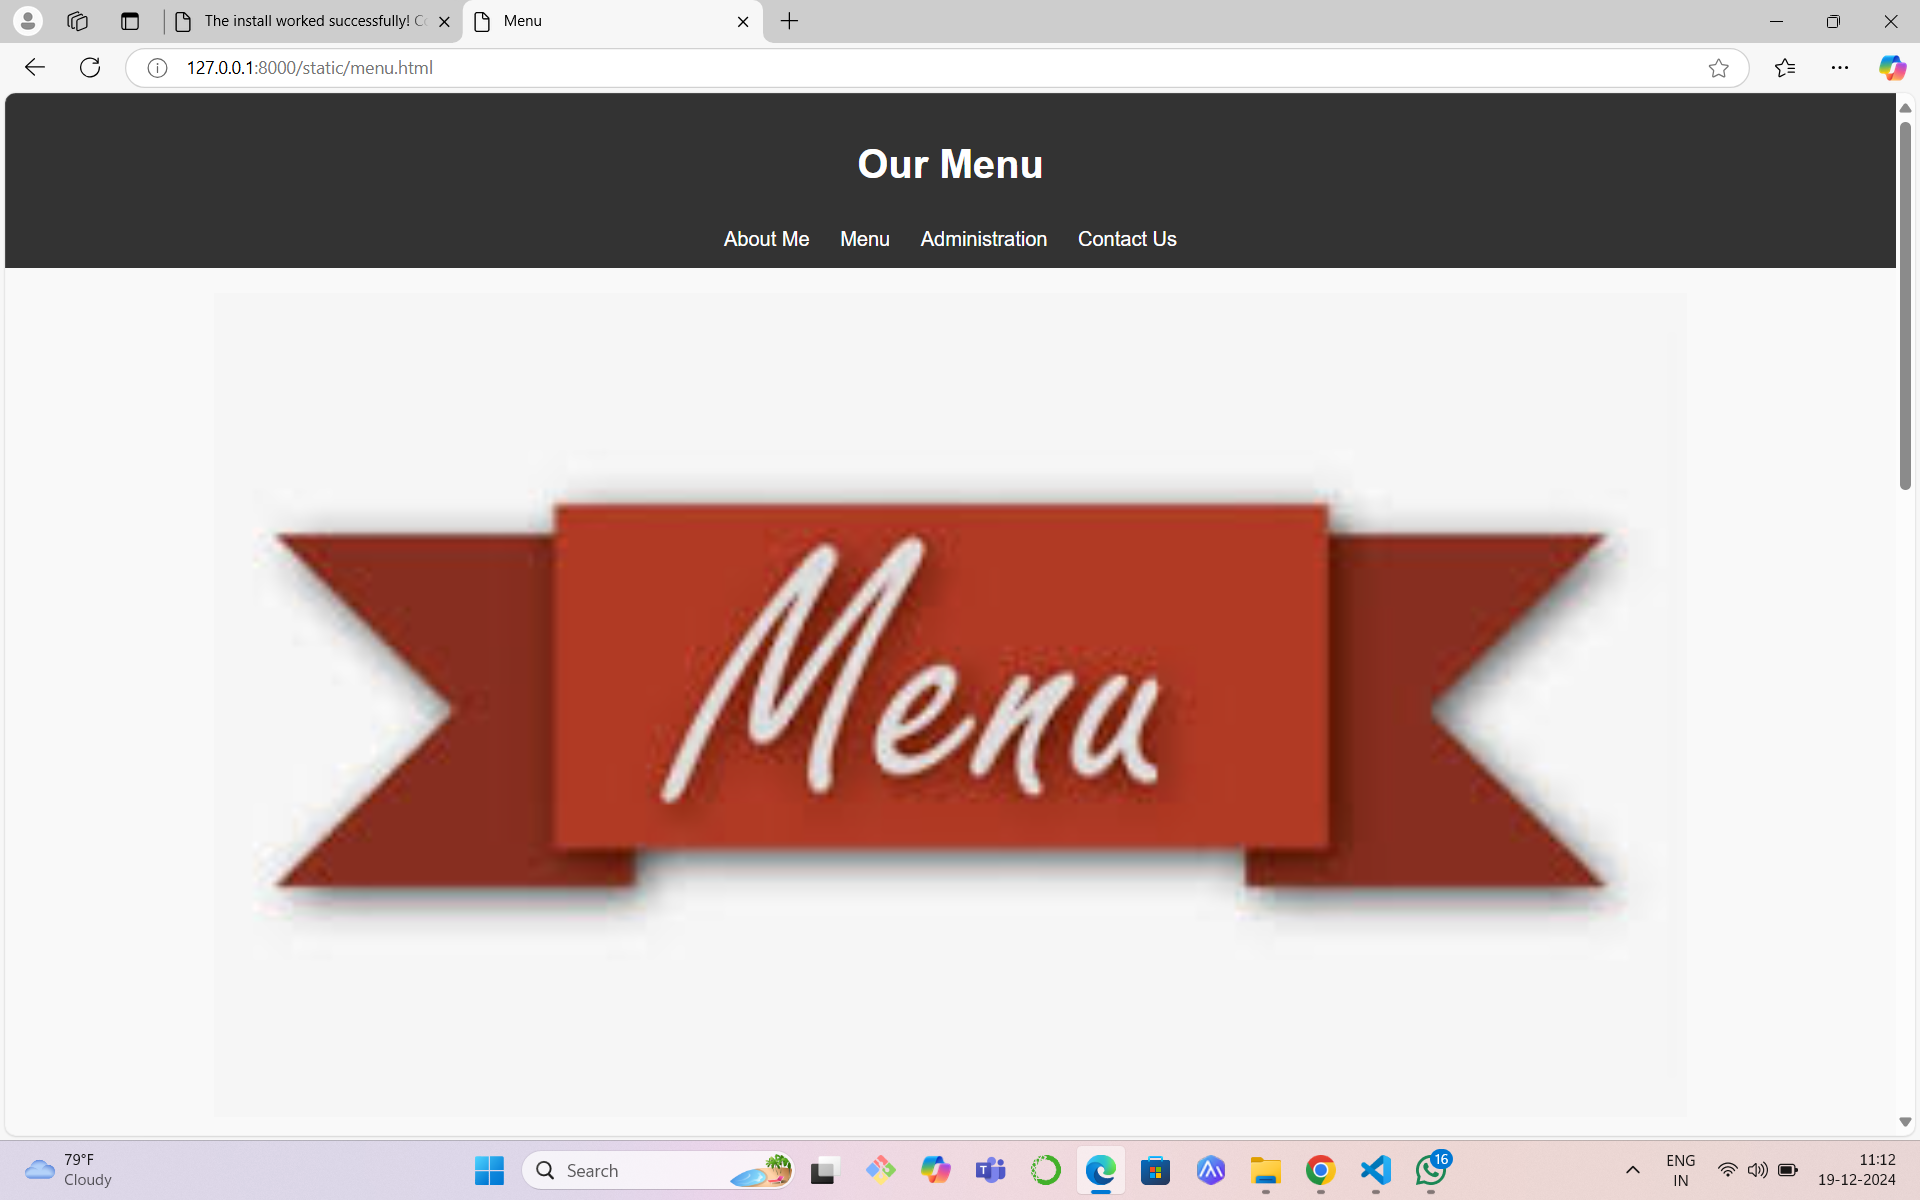 The install worked successfully! C
Menu
127.0.0.1:8000/static/menu.html
Our Menu
About Me Menu Administration Contact Us
Menu
79°F
Cloudy
Search
16
ENG
IN
11:12
19-12-2024